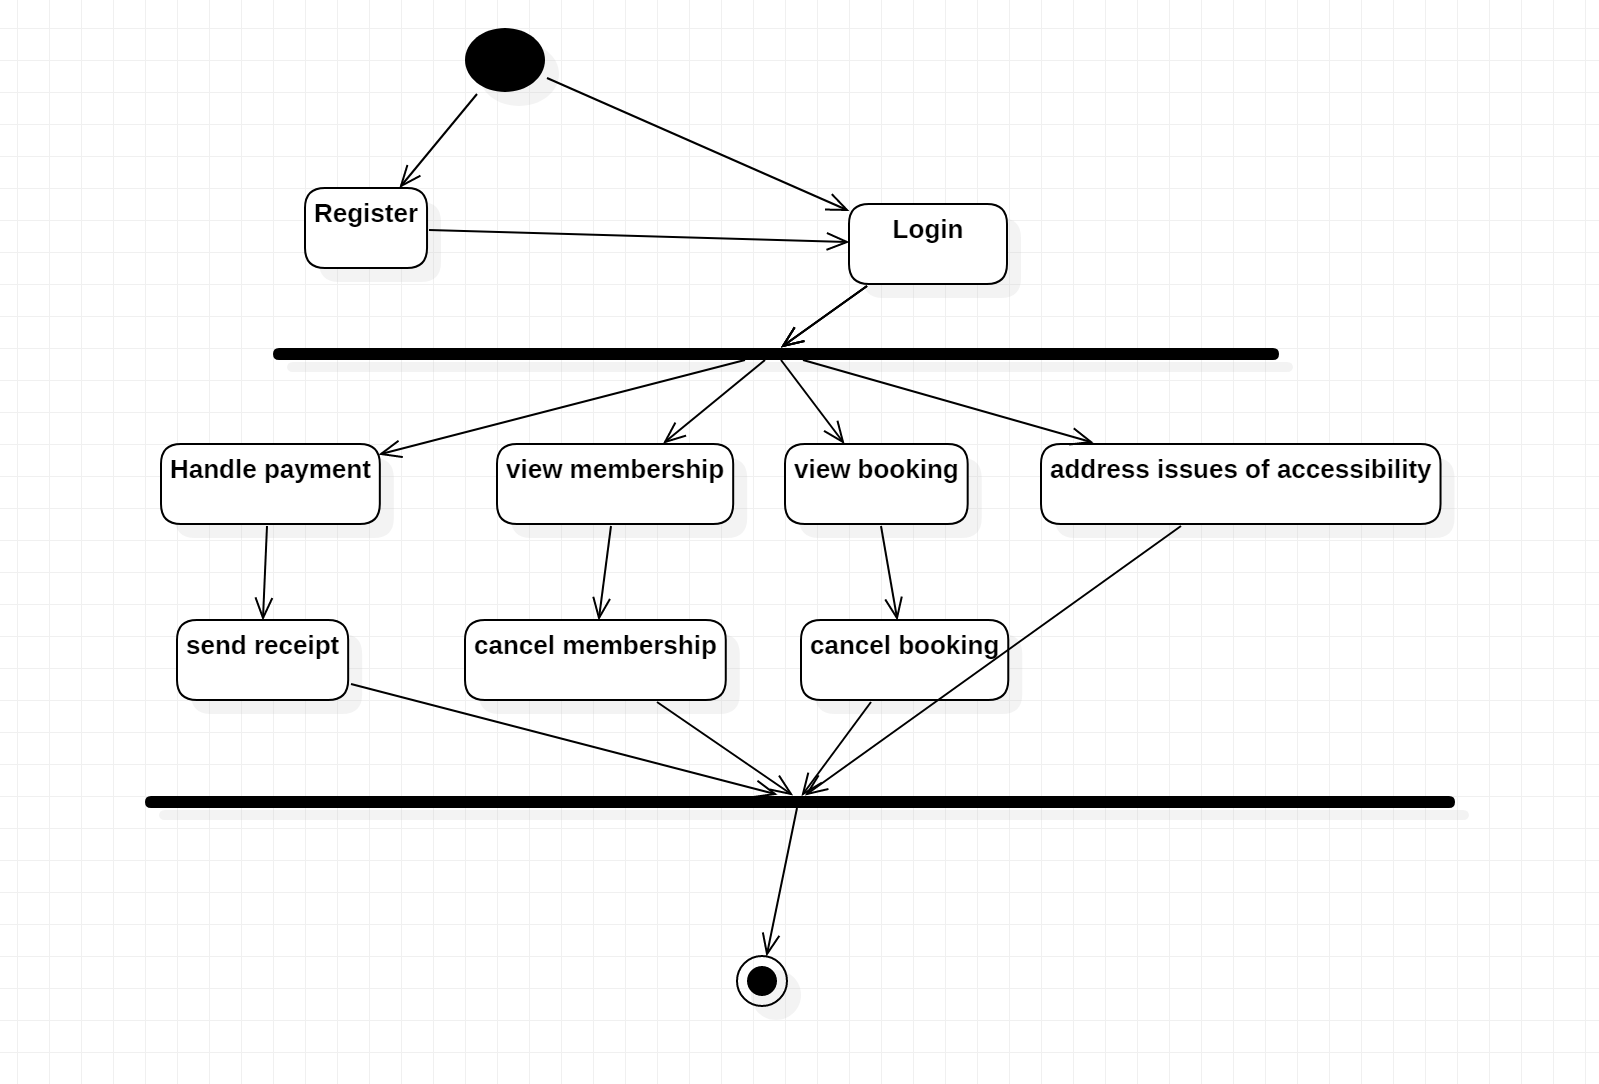 Register
Login
Handle payment
view membership
view booking
address issues of accessibility
send receipt
cancel membership
cancel booking